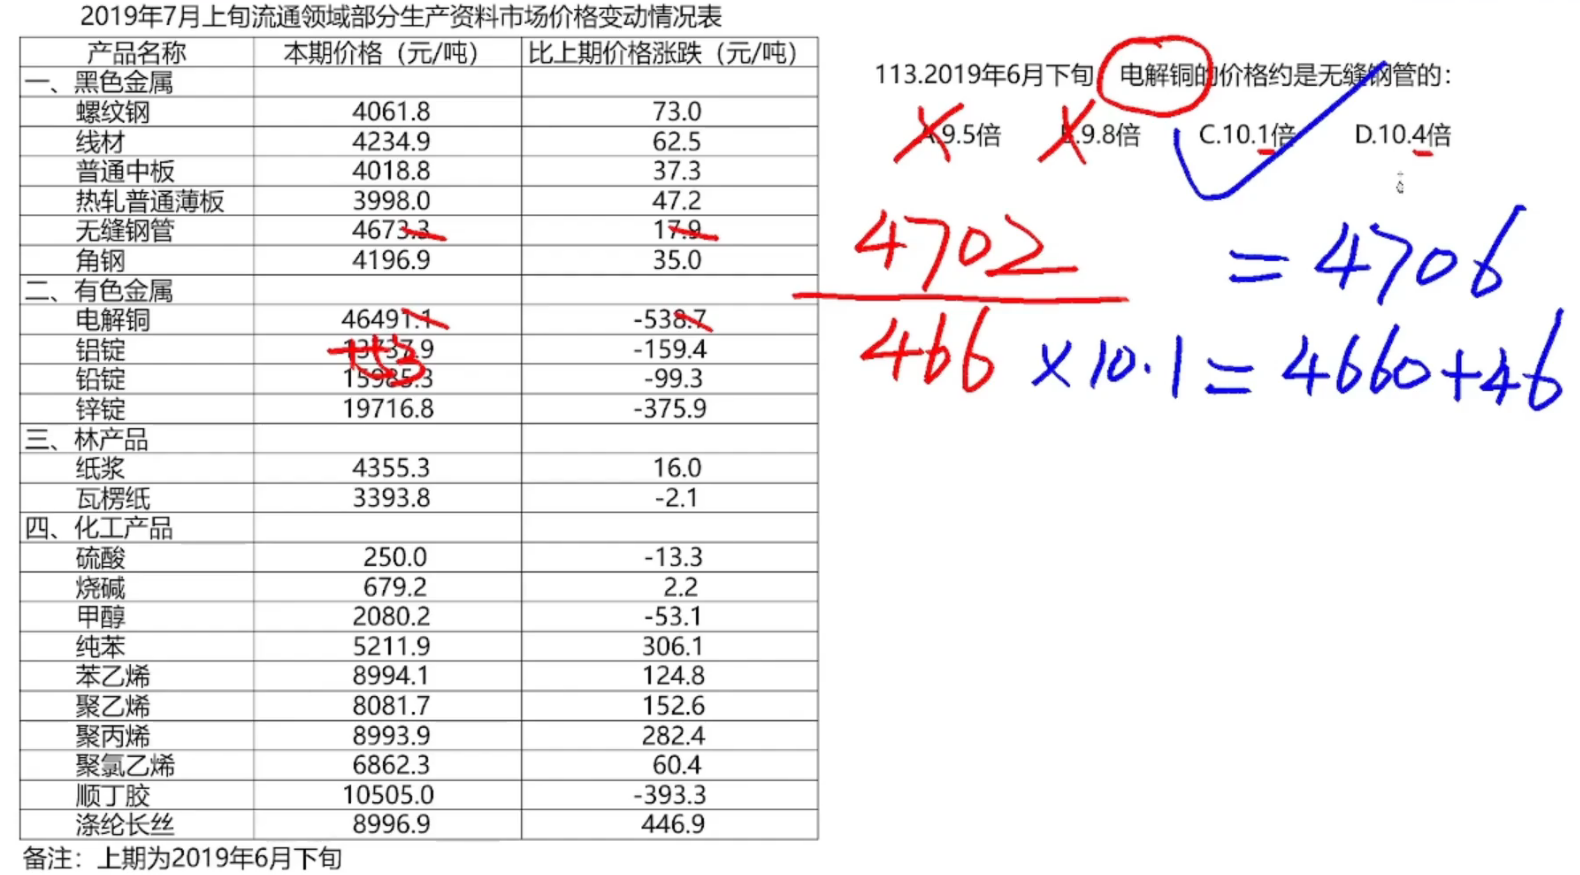 2019年7月上旬流通领域部分生产资料市场价格变动情况表
产品名称 本期价格（元/吨） 比上期价格涨跌（元/吨）
一、黑色金属
螺纹钢 4061.8 73.0
线材 4234.9 62.5
普通中板 4018.8 37.3
热轧普通薄板 3998.0 47.2
无缝钢管 4673.3 17.9
角钢 4196.9 35.0
二、有色金属
电解铜 46491.1 -538.7
铝锭 13737.9 -159.4
铅锭 15985.3 -99.3
锌锭 19716.8 -375.9
三、林产品
纸浆 4355.3 16.0
瓦楞纸 3393.8 -2.1
四、化工产品
硫酸 250.0 -13.3
烧碱 679.2 2.2
甲醇 2080.2 -53.1
纯苯 5211.9 306.1
苯乙烯 8994.1 124.8
聚乙烯 8081.7 152.6
聚丙烯 8993.9 282.4
聚氯乙烯 6862.3 60.4
顺丁胶 10505.0 -393.3
涤纶长丝 8996.9 446.9
备注：上期为2019年6月下旬
113.2019年6月下旬 电解铜的价格约是无缝钢管的：
A.9.5倍 B.9.8倍 C.10.1倍 D.10.4倍
4702 = 4706
466 × 10.1 = 4660+46